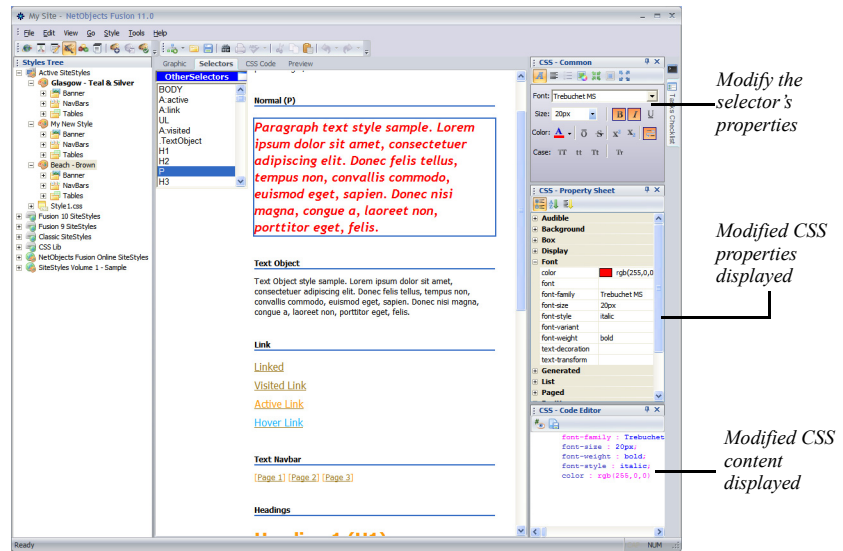 My Site - NetObjects Fusion 11.0
File Edit View Go Style Tools Help
Styles Tree
Active SiteStyles
Glasgow - Teal & Silver
Banner
NavBars
Tables
My New Style
Banner
NavBars
Tables
Beach - Brown
Banner
NavBars
Tables
Style1.css
Fusion 10 SiteStyles
Fusion 9 SiteStyles
Classic SiteStyles
CSS Lib
NetObjects Fusion Online SiteStyles
SiteStyles Volume 1 - Sample
Graphic Selectors CSS Code Preview
OtherSelectors
BODY
A:active
A:link
UL
A:visited
.TextObject
H1
H2
P
H3
Normal (P)
Paragraph text style sample. Lorem
ipsum dolor sit amet, consectetuer
adipiscing elit. Donec felis tellus,
tempus non, convallis commodo,
euismod eget, sapien. Donec nisi
magna, congue a, laoreet non,
porttitor eget, felis.
Text Object
Text Object style sample. Lorem ipsum dolor sit amet,
consectetuer adipiscing elit. Donec felis tellus, tempus non,
convallis commodo, euismod eget, sapien. Donec nisi magna,
congue a, laoreet non, porttitor eget, felis.
Link
Linked
Visited Link
Active Link
Hover Link
Text Navbar
[Page 1] [Page 2] [Page 3]
Headings
CSS - Common
Font: Trebuchet MS
Size: 20px B I U
Color: A
Case: TT tt Tt Tr
Tasks Checklist
CSS - Property Sheet
Audible
Background
Box
Display
Font
color rgb(255,0,0
font
font-family Trebuchet MS
font-size 20px
font-style italic
font-variant
font-weight bold
text-decoration
text-transform
Generated
List
Paged
CSS - Code Editor
font-family : Trebuchet
font-size : 20px;
font-weight : bold;
font-style : italic;
color : rgb(255,0,0)
Ready
NUM
Modify the
selector's
properties
Modified CSS
properties
displayed
Modified CSS
content
displayed